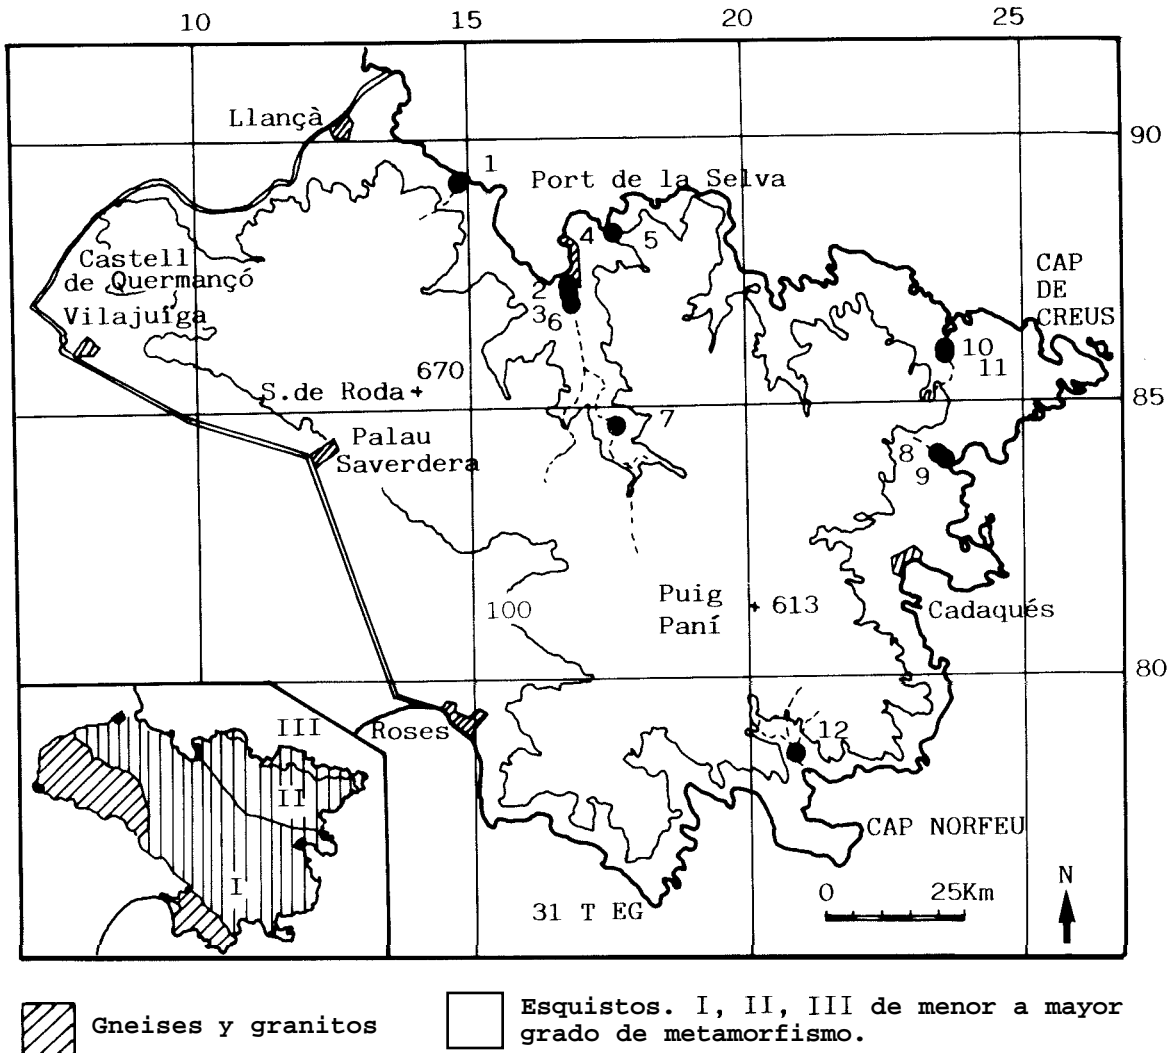 10 15 20 25
Llançà
90
1
Port de la Selva
4 5
Castell
de Quermançó
CAP
DE
CREUS
2
3
6
Vilajuïga
10
11
670
S.de Roda
85
7
Palau
Saverdera
8
9
Puig
Paní
613
100
Cadaqués
80
Roses
12
III
II
I
CAP NORFEU
N
0 25Km
31 T EG
Gneises y granitos
Esquistos. I, II, III de menor a mayor
grado de metamorfismo.